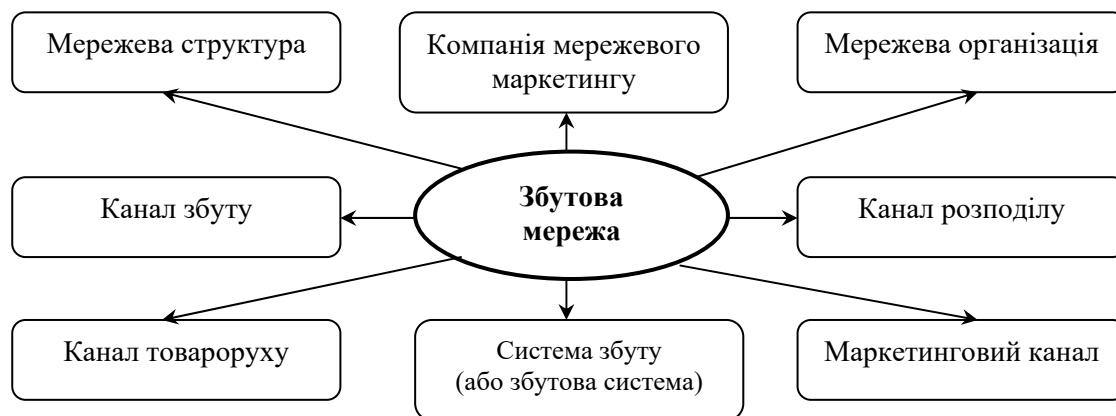 Мережева структура
Компанія мережевого
маркетингу
Мережева організація
Канал збуту
Збутова
мережа
Канал розподілу
Канал товароруху
Система збуту
(або збутова система)
Маркетинговий канал